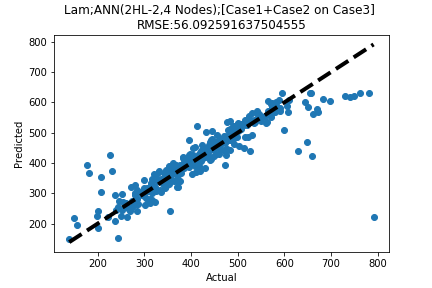 Lam;ANN(2HL-2,4 Nodes);[Case1+Case2 on Case3]
RMSE:56.092591637504555
800
700
600
500
400
300
200
Predicted
200 300 400 500 600 700 800
Actual